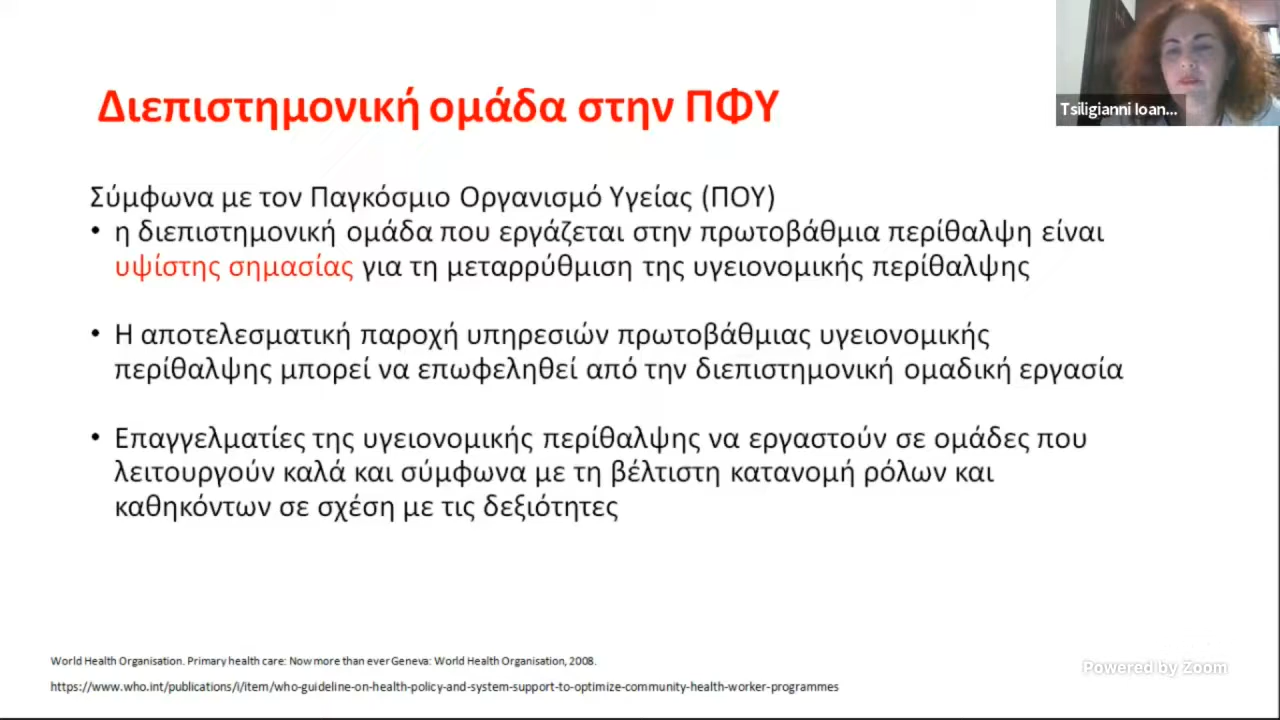 Διεπιστημονική ομάδα στην ΠΦΥ
Tsiligianni Ioan...
Σύμφωνα με τον Παγκόσμιο Οργανισμό Υγείας (ΠΟΥ)
• η διεπιστημονική ομάδα που εργάζεται στην πρωτοβάθμια περίθαλψη είναι
υψίστης σημασίας για τη μεταρρύθμιση της υγειονομικής περίθαλψης
• Η αποτελεσματική παροχή υπηρεσιών πρωτοβάθμιας υγειονομικής
περίθαλψης μπορεί να επωφεληθεί από την διεπιστημονική ομαδική εργασία
• Επαγγελματίες της υγειονομικής περίθαλψης να εργαστούν σε ομάδες που
λειτουργούν καλά και σύμφωνα με τη βέλτιστη κατανομή ρόλων και
καθηκόντων σε σχέση με τις δεξιότητες
World Health Organisation. Primary health care: Now more than ever Geneva: World Health Organisation, 2008.
Powered by Zoom
https://www.who.int/publications/i/item/who-guideline-on-health-policy-and-system-support-to-optimize-community-health-worker-programmes